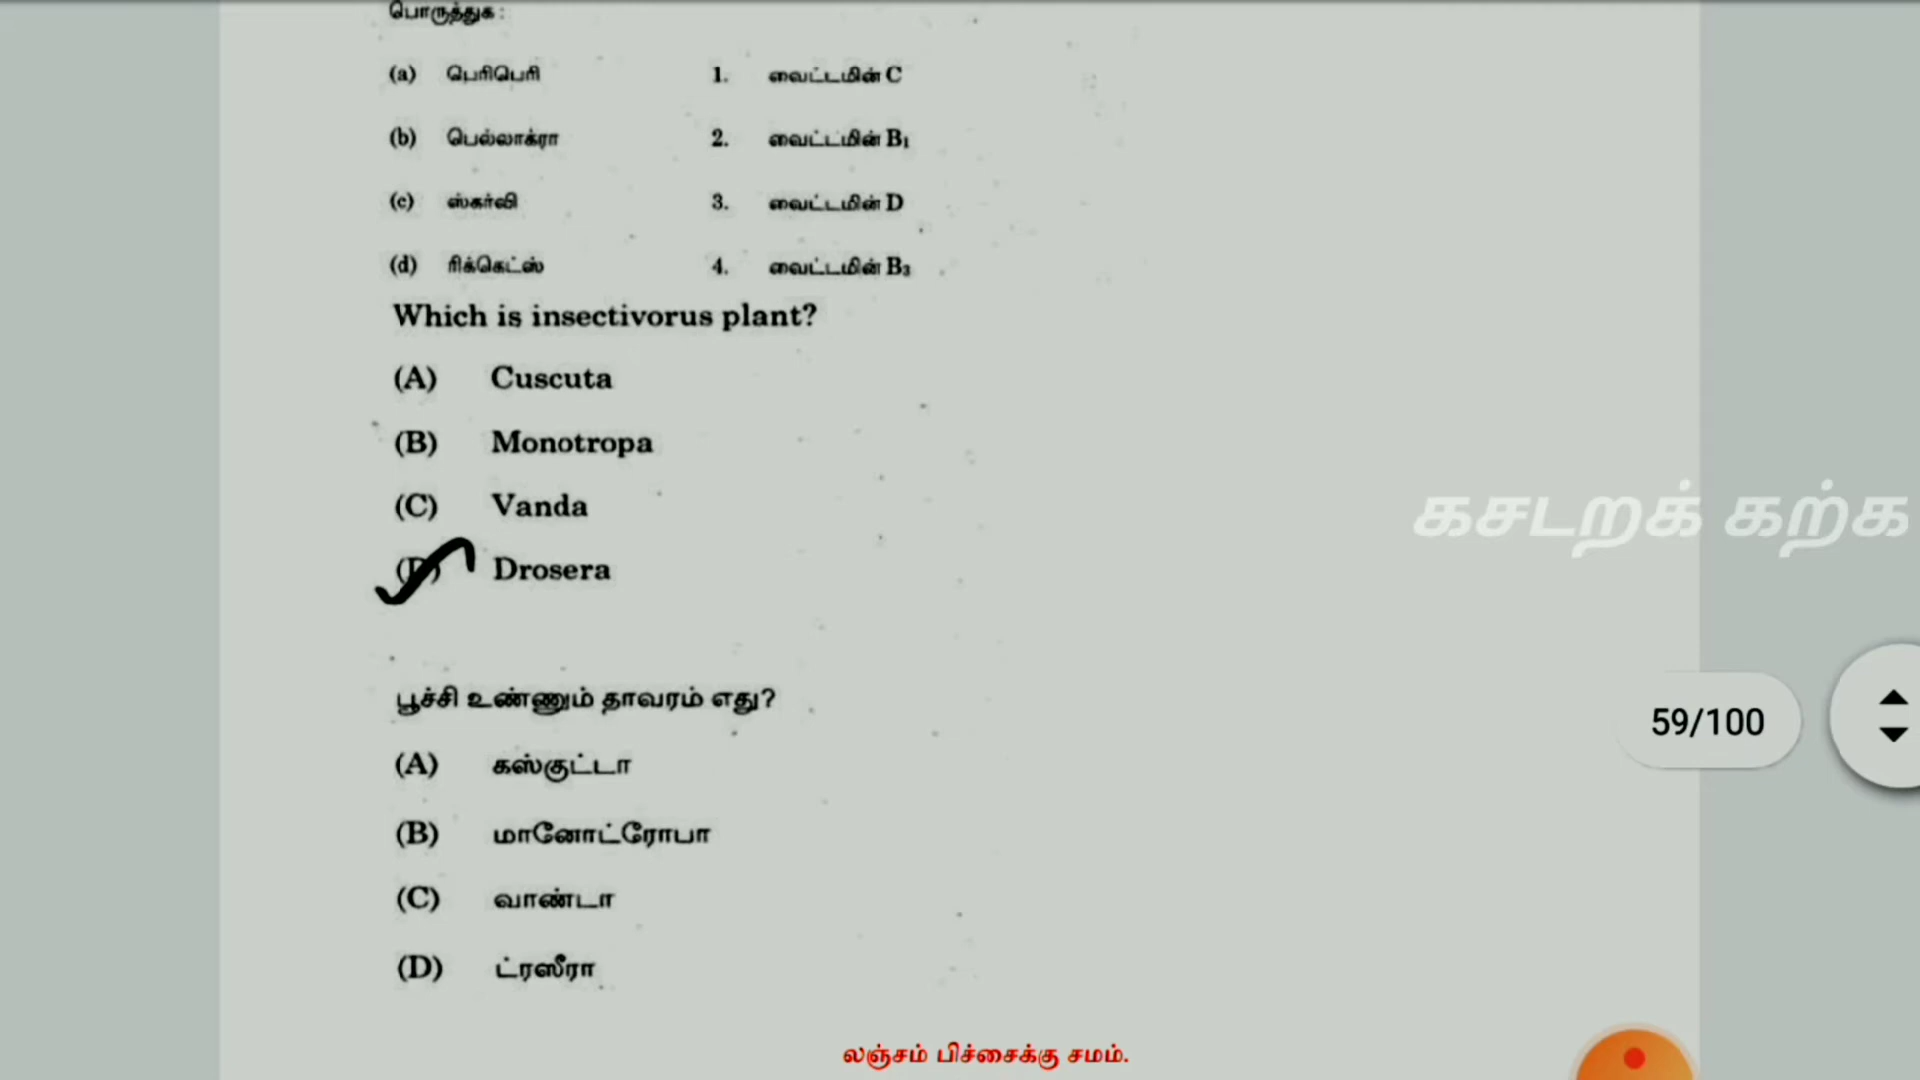 பொருத்துக :
(a) பெரிபெரி 1. வைட்டமின் C
(b) பெல்லாக்ரா 2. வைட்டமின் B₁
(c) ஸ்கர்வி 3. வைட்டமின் D
(d) ரிக்கெட்ஸ் 4. வைட்டமின் B₃
Which is insectivorus plant?
(A) Cuscuta
(B) Monotropa
(C) Vanda
(D) Drosera
கசடறக் கற்க
பூச்சி உண்ணும் தாவரம் எது?
59/100
(A) கஸ்குட்டா
(B) மானோட்ரோபா
(C) வாண்டா
(D) ட்ரஸீரா
லஞ்சம் பிச்சைக்கு சமம்.